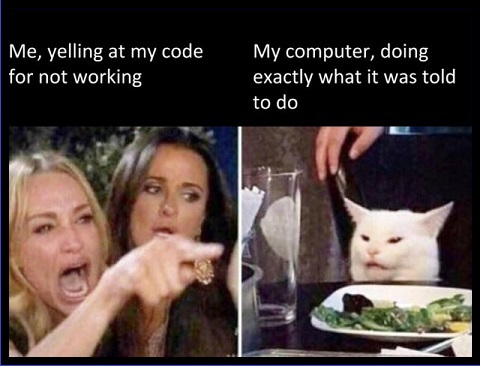 Me, yelling at my code
for not working
My computer, doing
exactly what it was told
to do